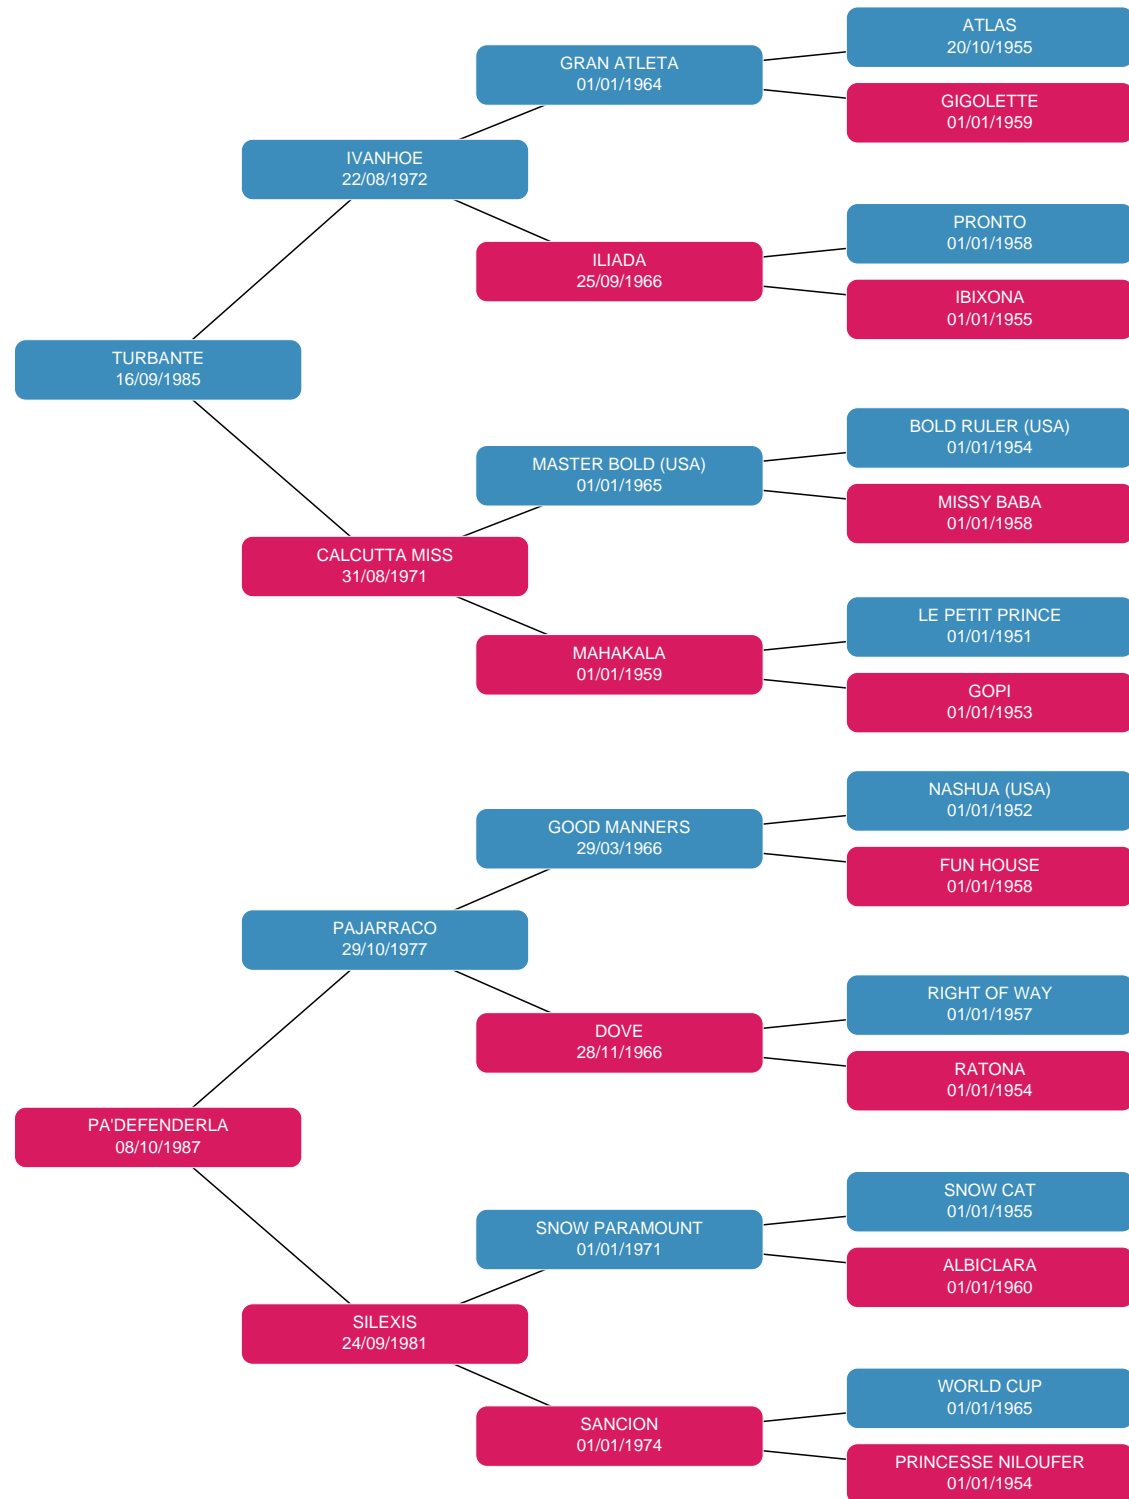 ATLAS
20/10/1955
GRAN ATLETA
01/01/1964
GIGOLETTE
01/01/1959
IVANHOE
22/08/1972
PRONTO
01/01/1958
ILIADA
25/09/1966
IBIXONA
01/01/1955
TURBANTE
16/09/1985
BOLD RULER (USA)
01/01/1954
MASTER BOLD (USA)
01/01/1965
MISSY BABA
01/01/1958
CALCUTTA MISS
31/08/1971
LE PETIT PRINCE
01/01/1951
MAHAKALA
01/01/1959
GOPI
01/01/1953
NASHUA (USA)
01/01/1952
GOOD MANNERS
29/03/1966
FUN HOUSE
01/01/1958
PAJARRACO
29/10/1977
RIGHT OF WAY
01/01/1957
DOVE
28/11/1966
RATONA
01/01/1954
PA'DEFENDERLA
08/10/1987
SNOW CAT
01/01/1955
SNOW PARAMOUNT
01/01/1971
ALBICLARA
01/01/1960
SILEXIS
24/09/1981
WORLD CUP
01/01/1965
SANCION
01/01/1974
PRINCESSE NILOUFER
01/01/1954